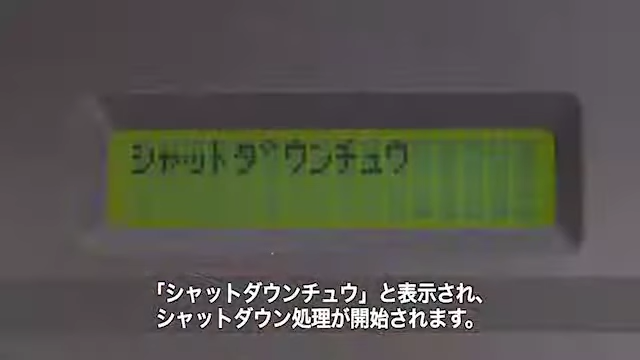 シャットダウンチュウ
「シャットダウンチュウ」と表示され、
シャットダウン処理が開始されます。